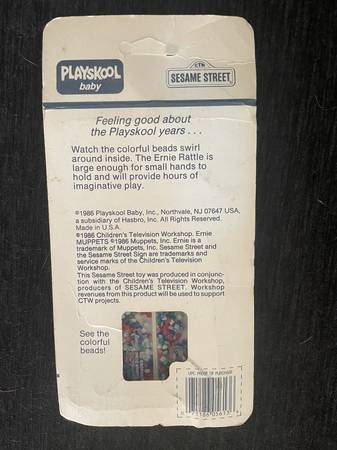 PLAYSKOOL
baby
CTW
SESAME STREET
Feeling good about
the Playskool years . . .
Watch the colorful beads swirl
around inside. The Ernie Rattle is
large enough for small hands to
hold and will provide hours of
imaginative play.
©1986 Playskool Baby, Inc., Northvale, NJ 07647 USA,
a subsidiary of Hasbro, Inc. All Rights Reserved.
Made in U.S.A.
©1986 Children's Television Workshop. Ernie
MUPPETS ©1986 Muppets, Inc. Ernie is a
trademark of Muppets, Inc. Sesame Street and
the Sesame Street Sign are trademarks and
service marks of the Children's Television
Workshop.
This Sesame Street toy was produced in conjunc-
tion with the Children's Television Workshop,
producers of SESAME STREET. Workshop
revenues from this product will be used to support
CTW projects.
See the
colorful
beads!
UPC PROOF OF PURCHASE